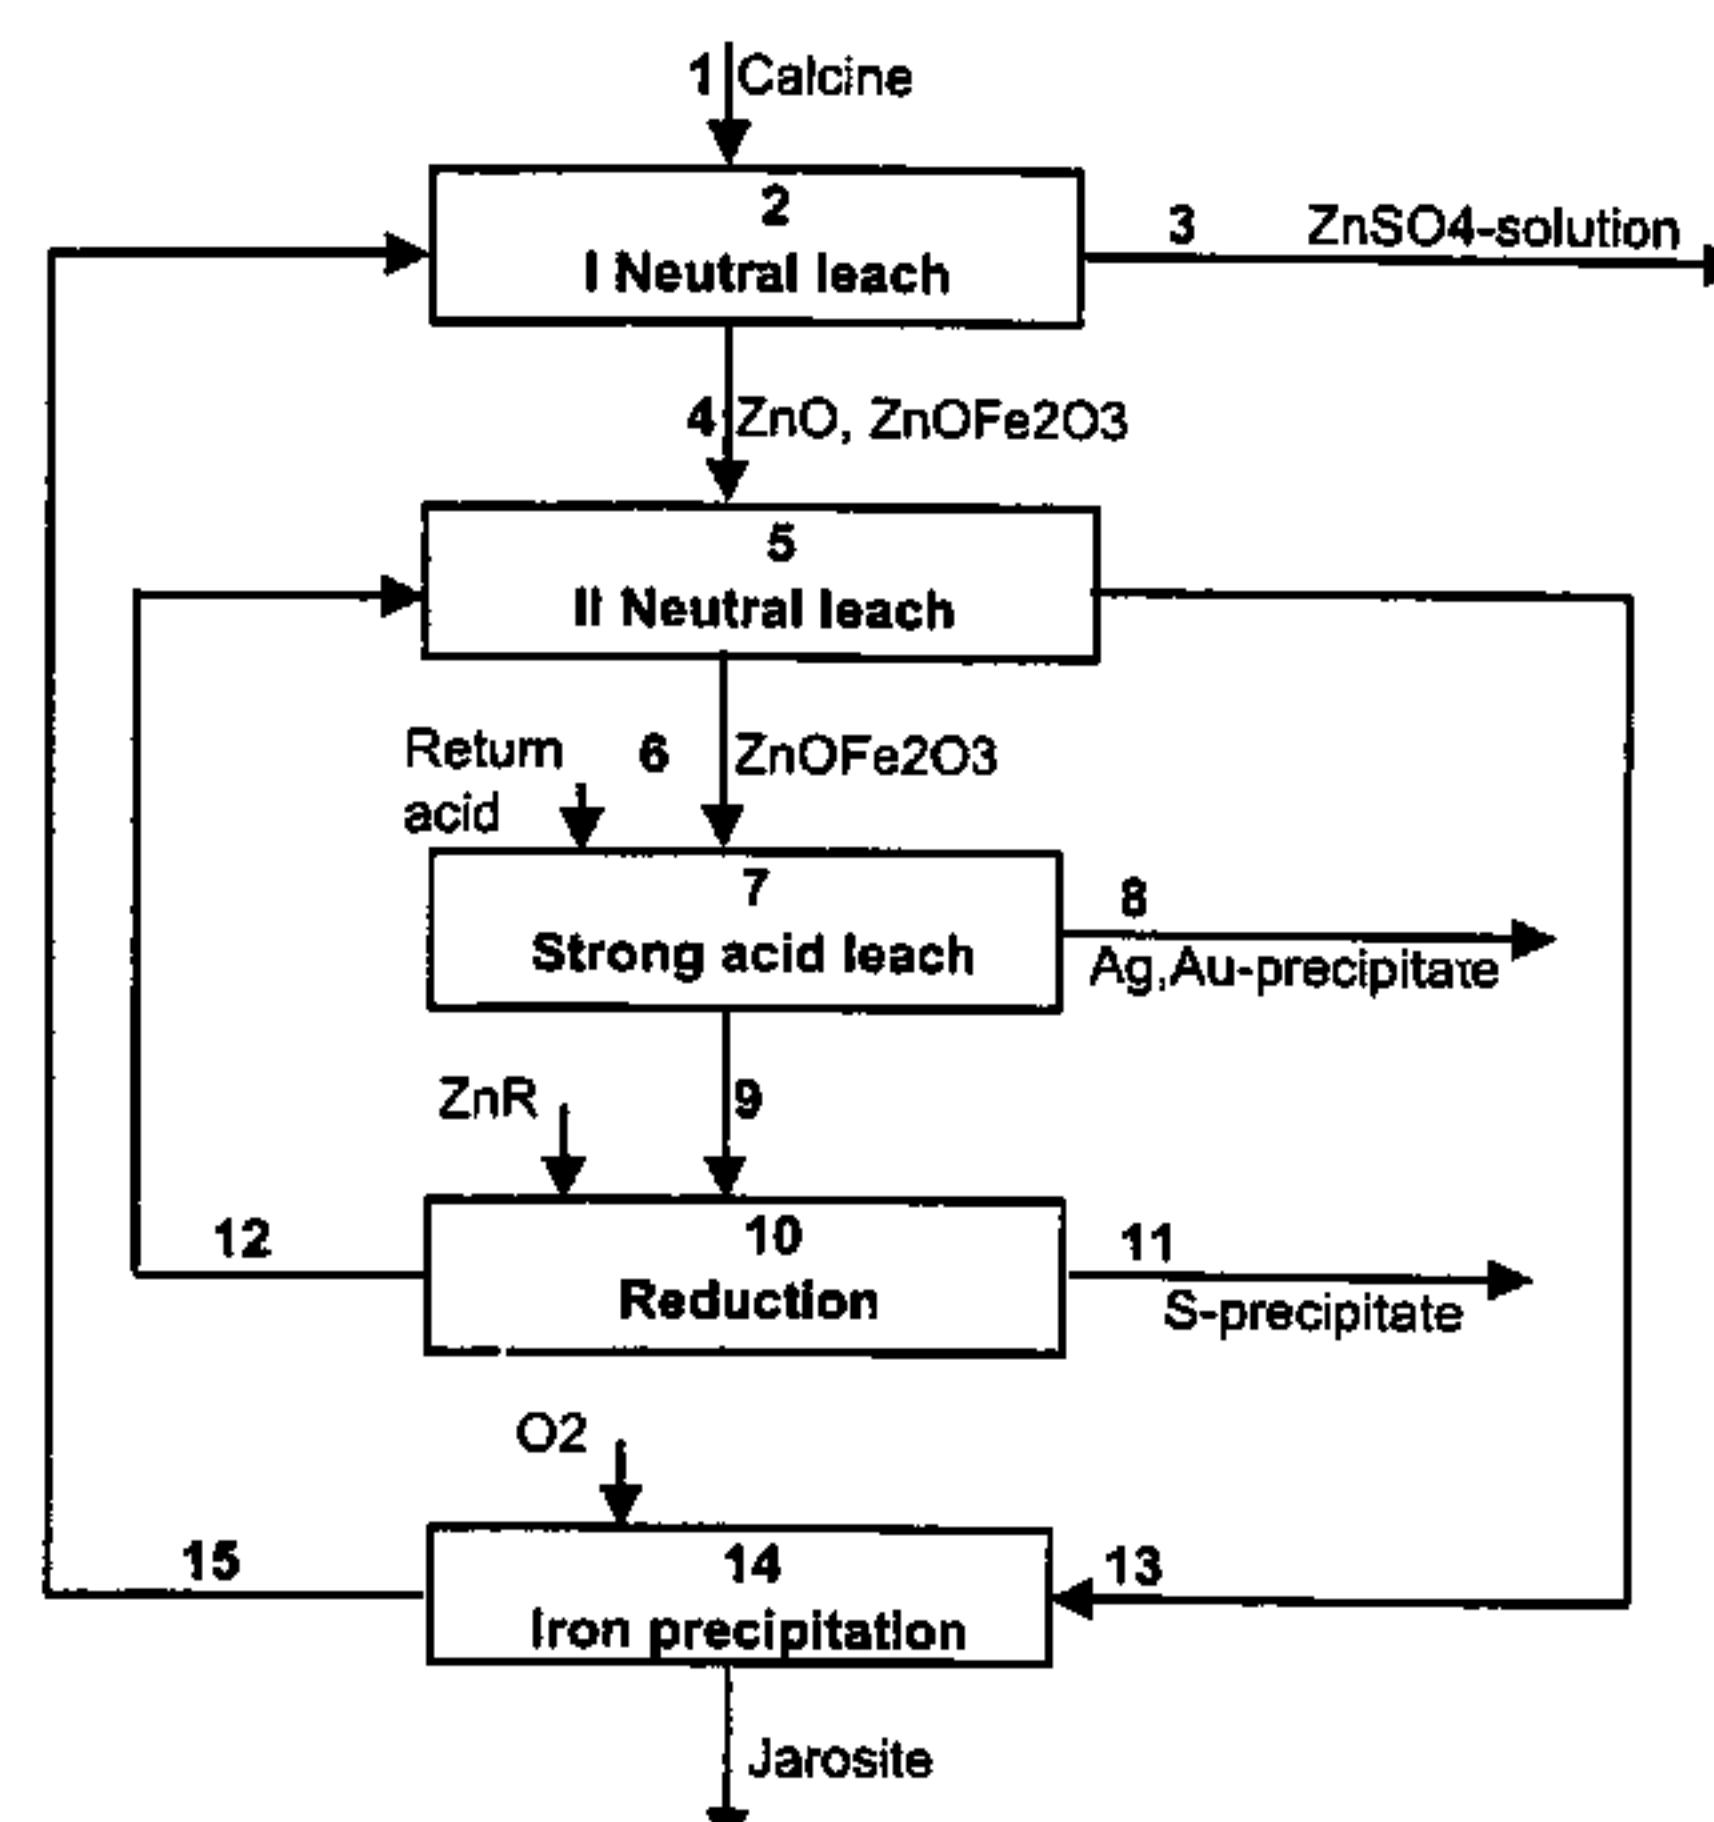 1 Calcine
2
I Neutral leach
3 ZnSO4-solution
4 ZnO, ZnOFe2O3
5
II Neutral leach
Return
acid
6 ZnOFe2O3
7
Strong acid leach
8
Ag,Au-precipitate
ZnR
9
10
Reduction
11
S-precipitate
12
O2
14
Iron precipitation
13
15
Jarosite